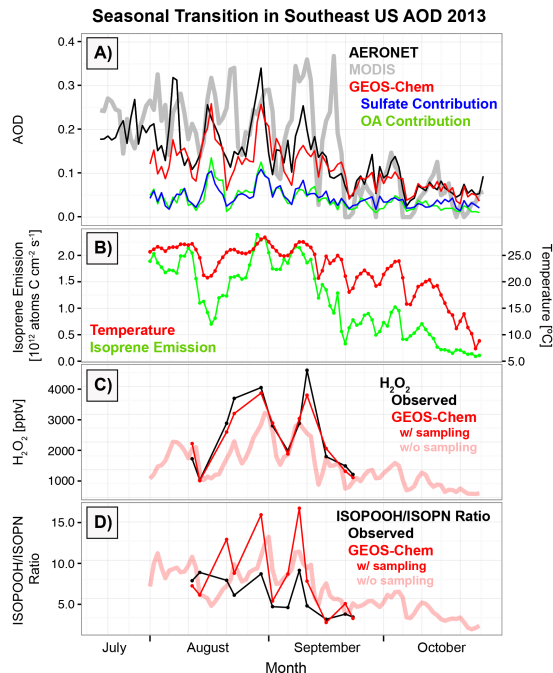 Seasonal Transition in Southeast US AOD 2013
A)
AERONET
MODIS
GEOS-Chem
Sulfate Contribution
OA Contribution
AOD
0.4
0.3
0.2
0.1
0.0
B)
Temperature
Isoprene Emission
Isoprene Emission
[10¹² atoms C cm⁻² s⁻¹]
2.0
1.5
1.0
0.5
0.0
25.0
20.0
15.0
10.0
5.0
Temperature [ºC]
C)
H₂O₂
Observed
GEOS-Chem
w/ sampling
w/o sampling
H₂O₂ [pptv]
4000
3000
2000
1000
D)
ISOPOOH/ISOPN Ratio
Observed
GEOS-Chem
w/ sampling
w/o sampling
ISOPOOH/ISOPN
Ratio
15.0
10.0
5.0
July August September October
Month